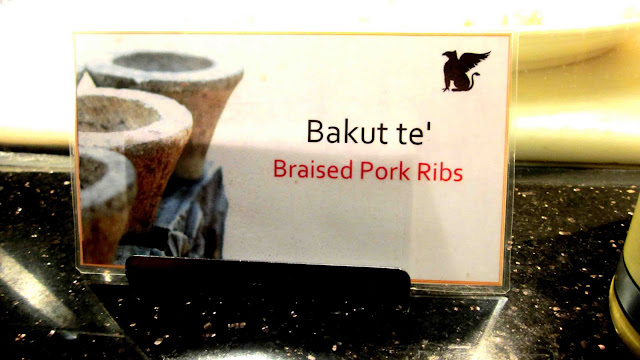 Bakut te'
Braised Pork Ribs